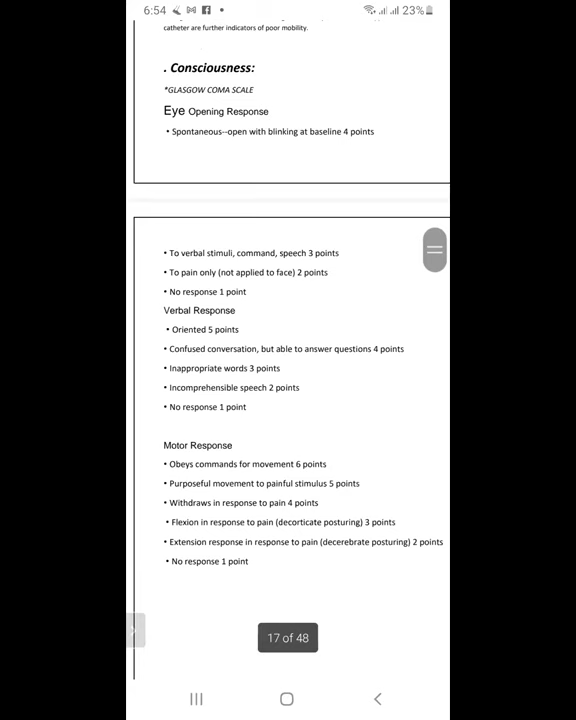 6:54
23%
catheter are further indicators of poor mobility.
. Consciousness:
*GLASGOW COMA SCALE
Eye Opening Response
• Spontaneous--open with blinking at baseline 4 points
• To verbal stimuli, command, speech 3 points
• To pain only (not applied to face) 2 points
• No response 1 point
Verbal Response
• Oriented 5 points
• Confused conversation, but able to answer questions 4 points
• Inappropriate words 3 points
• Incomprehensible speech 2 points
• No response 1 point
Motor Response
• Obeys commands for movement 6 points
• Purposeful movement to painful stimulus 5 points
• Withdraws in response to pain 4 points
• Flexion in response to pain (decorticate posturing) 3 points
• Extension response in response to pain (decerebrate posturing) 2 points
• No response 1 point
17 of 48